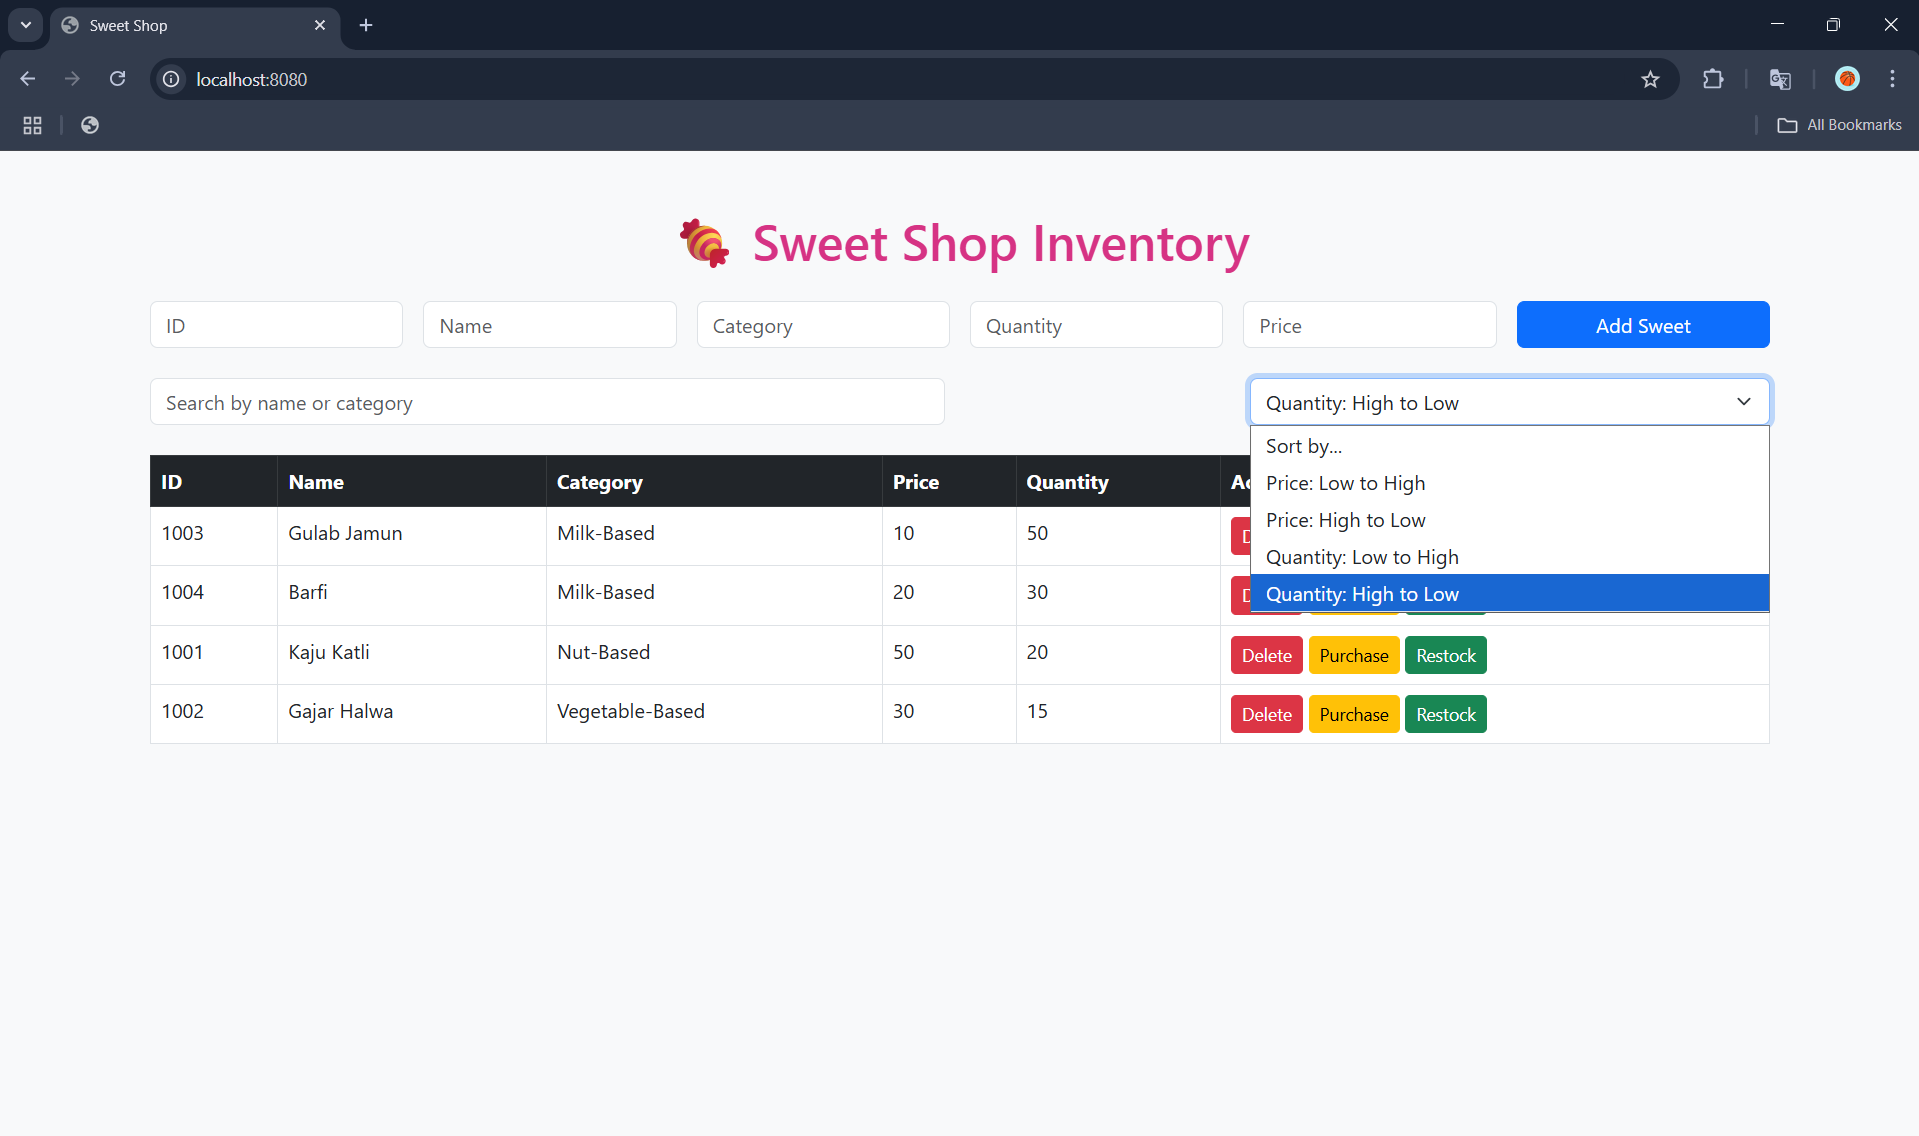 Sweet Shop
localhost:8080
All Bookmarks
Sweet Shop Inventory
ID Name Category Quantity Price Add Sweet
Search by name or category Quantity: High to Low
Sort by...
Price: Low to High
Price: High to Low
Quantity: Low to High
Quantity: High to Low
ID Name Category Price Quantity
1003 Gulab Jamun Milk-Based 10 50
1004 Barfi Milk-Based 20 30
1001 Kaju Katli Nut-Based 50 20 Delete Purchase Restock
1002 Gajar Halwa Vegetable-Based 30 15 Delete Purchase Restock